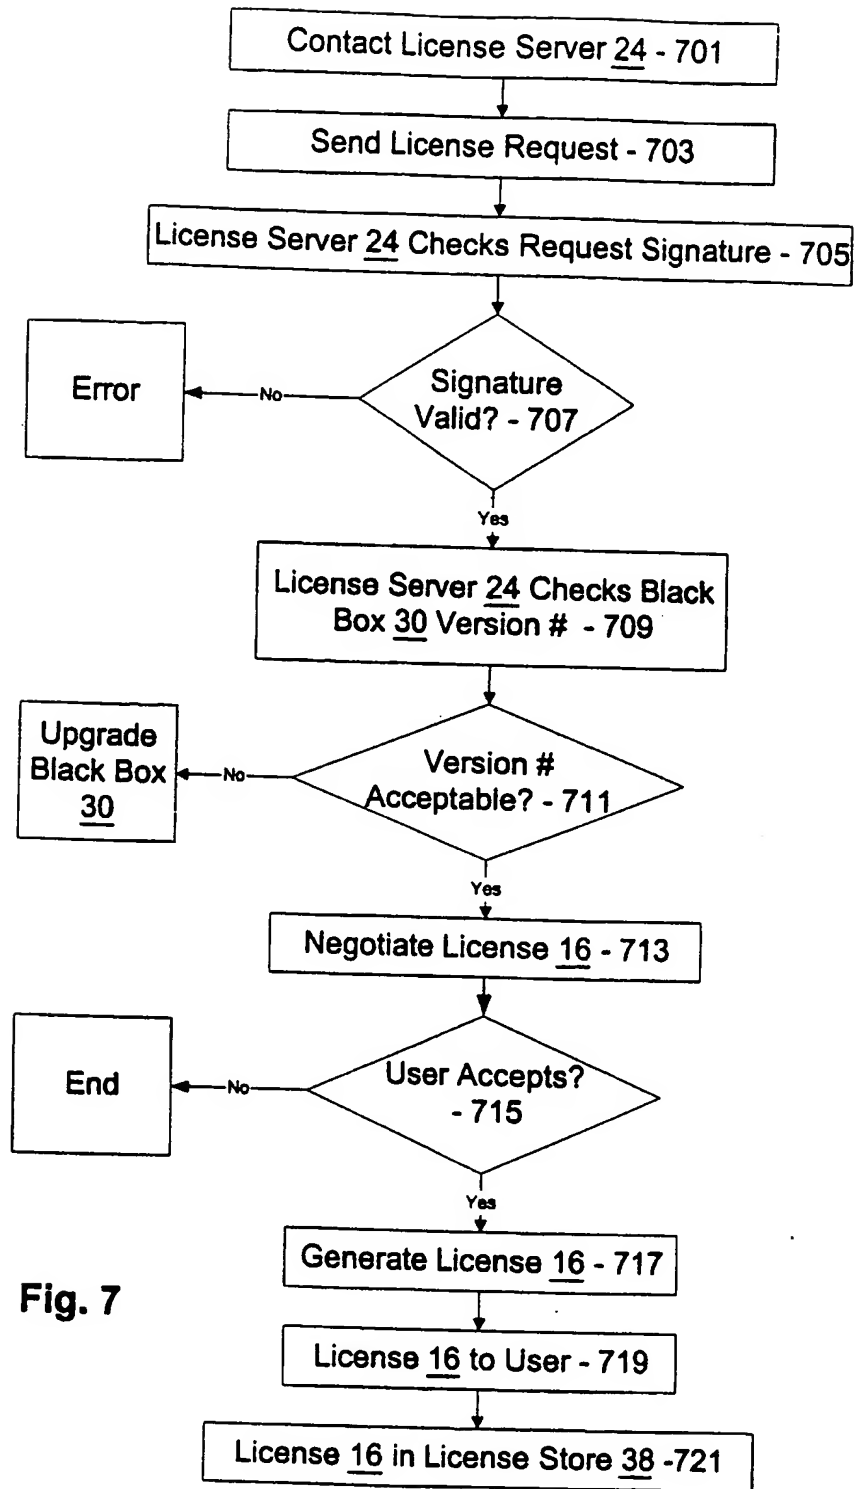 Contact License Server 24 - 701
Send License Request - 703
License Server 24 Checks Request Signature - 705
Signature
Valid? - 707
No
Error
Yes
License Server 24 Checks Black
Box 30 Version # - 709
Version #
Acceptable? - 711
No
Upgrade
Black Box
30
Yes
Negotiate License 16 - 713
User Accepts?
- 715
No
End
Yes
Generate License 16 - 717
Fig. 7
License 16 to User - 719
License 16 in License Store 38 -721